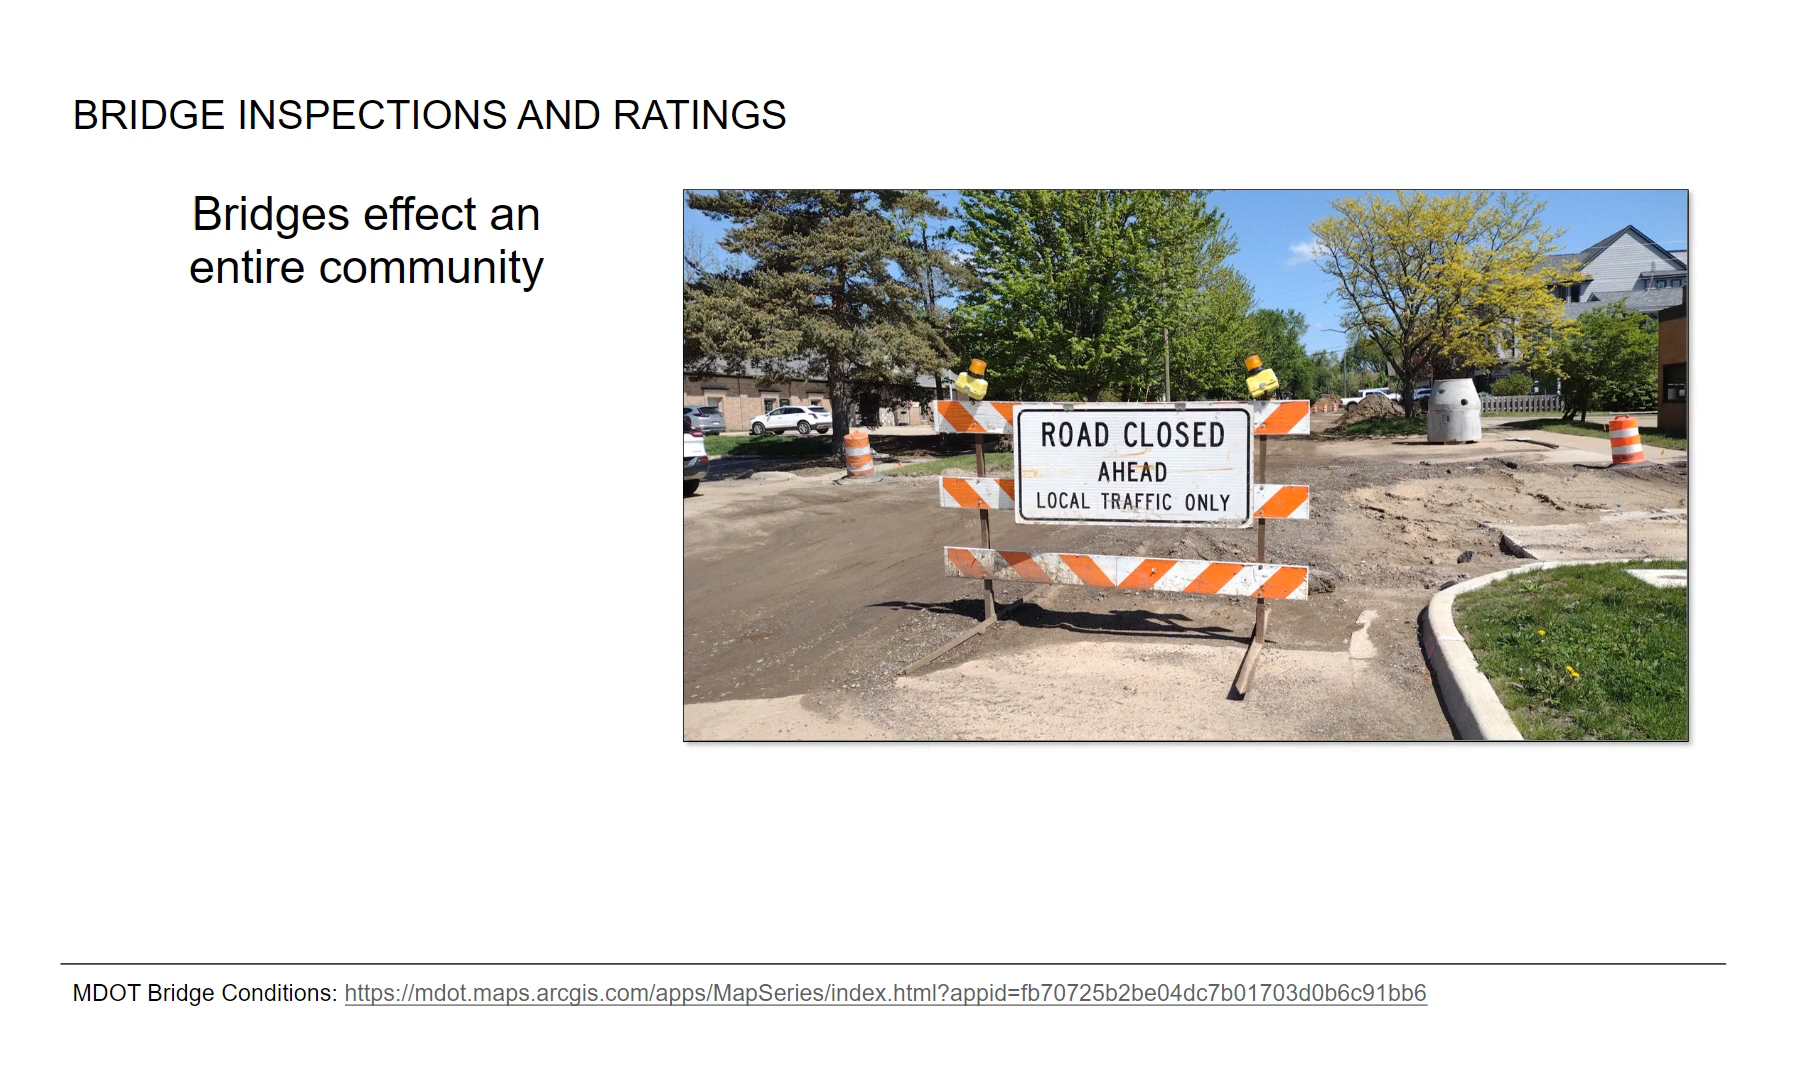 BRIDGE INSPECTIONS AND RATINGS
Bridges effect an
entire community
ROAD CLOSED
AHEAD
LOCAL TRAFFIC ONLY
MDOT Bridge Conditions: https://mdot.maps.arcgis.com/apps/MapSeries/index.html?appid=fb70725b2be04dc7b01703d0b6c91bb6